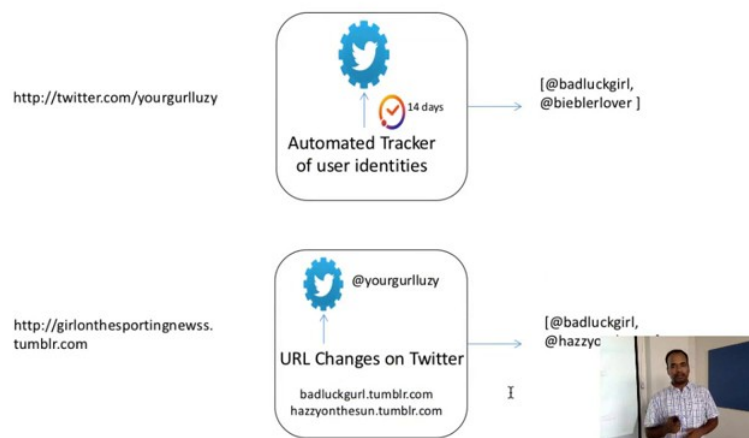 http://twitter.com/yourgurlluzy
14 days
Automated Tracker
of user identities
[@badluckgirl,
@bieblerlover ]
@yourgurlluzy
http://girlonthesportingnewss.
tumblr.com
URL Changes on Twitter
badluckgurl.tumblr.com
hazzyonthesun.tumblr.com
[@badluckgirl,